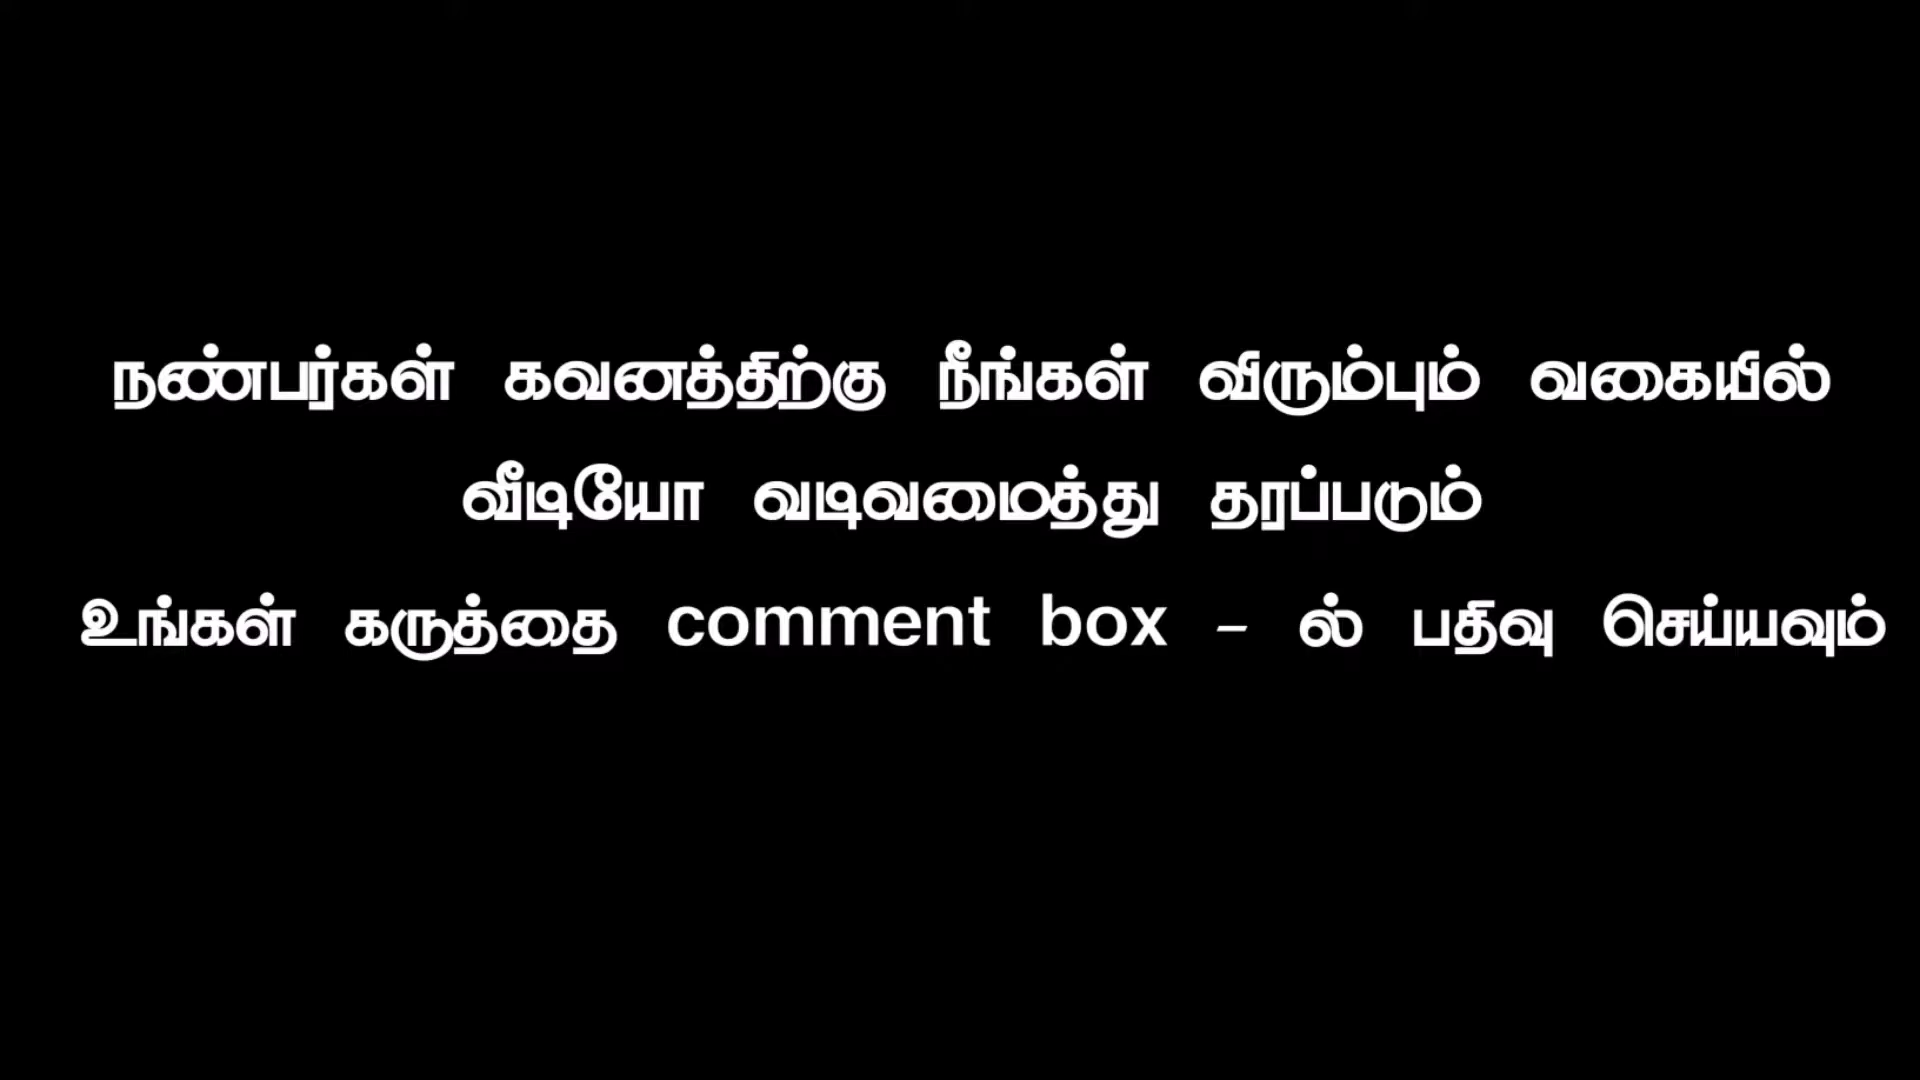 நண்பர்கள் கவனத்திற்கு நீங்கள் விரும்பும் வகையில்
வீடியோ வடிவமைத்து தரப்படும்
உங்கள் கருத்தை comment box - ல் பதிவு செய்யவும்